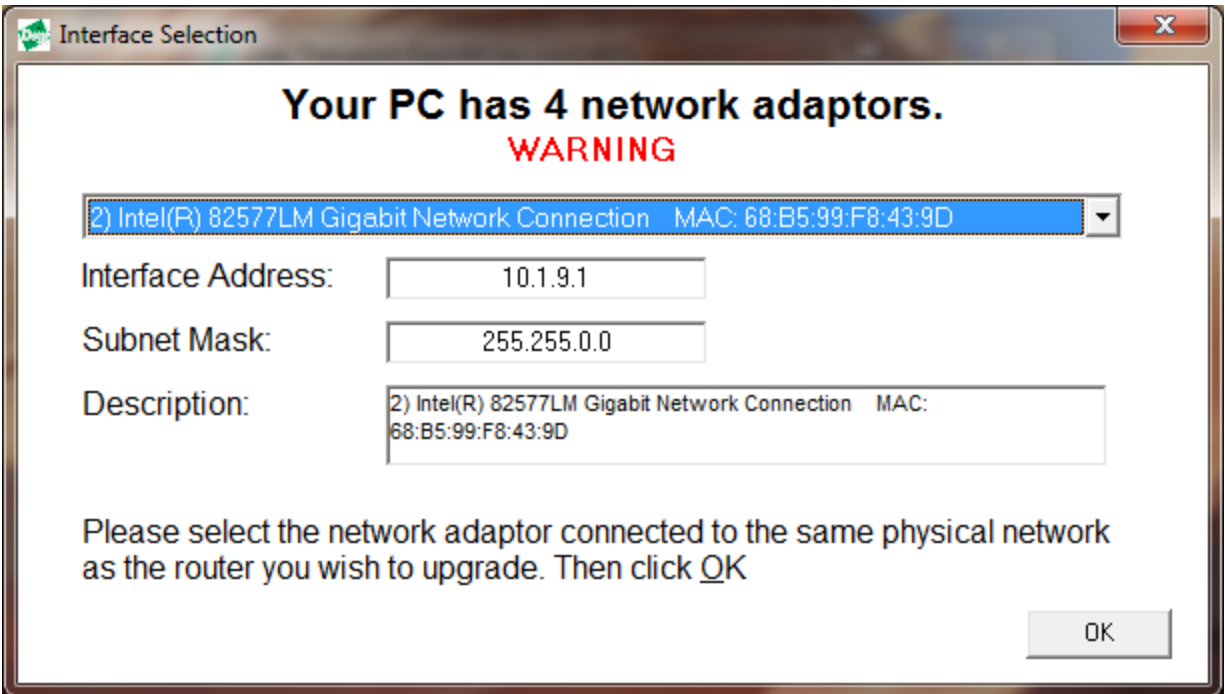 Interface Selection
Your PC has 4 network adaptors.
WARNING
2) Intel(R) 82577LM Gigabit Network Connection    MAC: 68:B5:99:F8:43:9D
Interface Address:
10.1.9.1
Subnet Mask:
255.255.0.0
Description:
2) Intel(R) 82577LM Gigabit Network Connection    MAC:
68:B5:99:F8:43:9D
Please select the network adaptor connected to the same physical network
as the router you wish to upgrade. Then click OK
OK